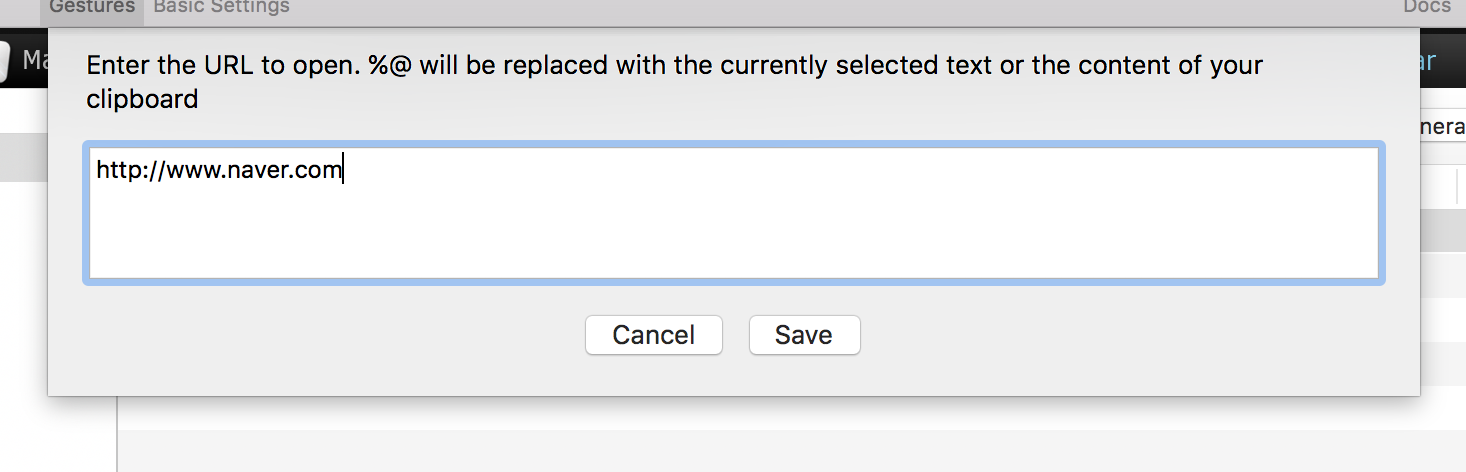 Gestures Basic Settings Docs
Ma
Enter the URL to open. %@ will be replaced with the currently selected text or the content of your
clipboard
http://www.naver.com
Cancel Save